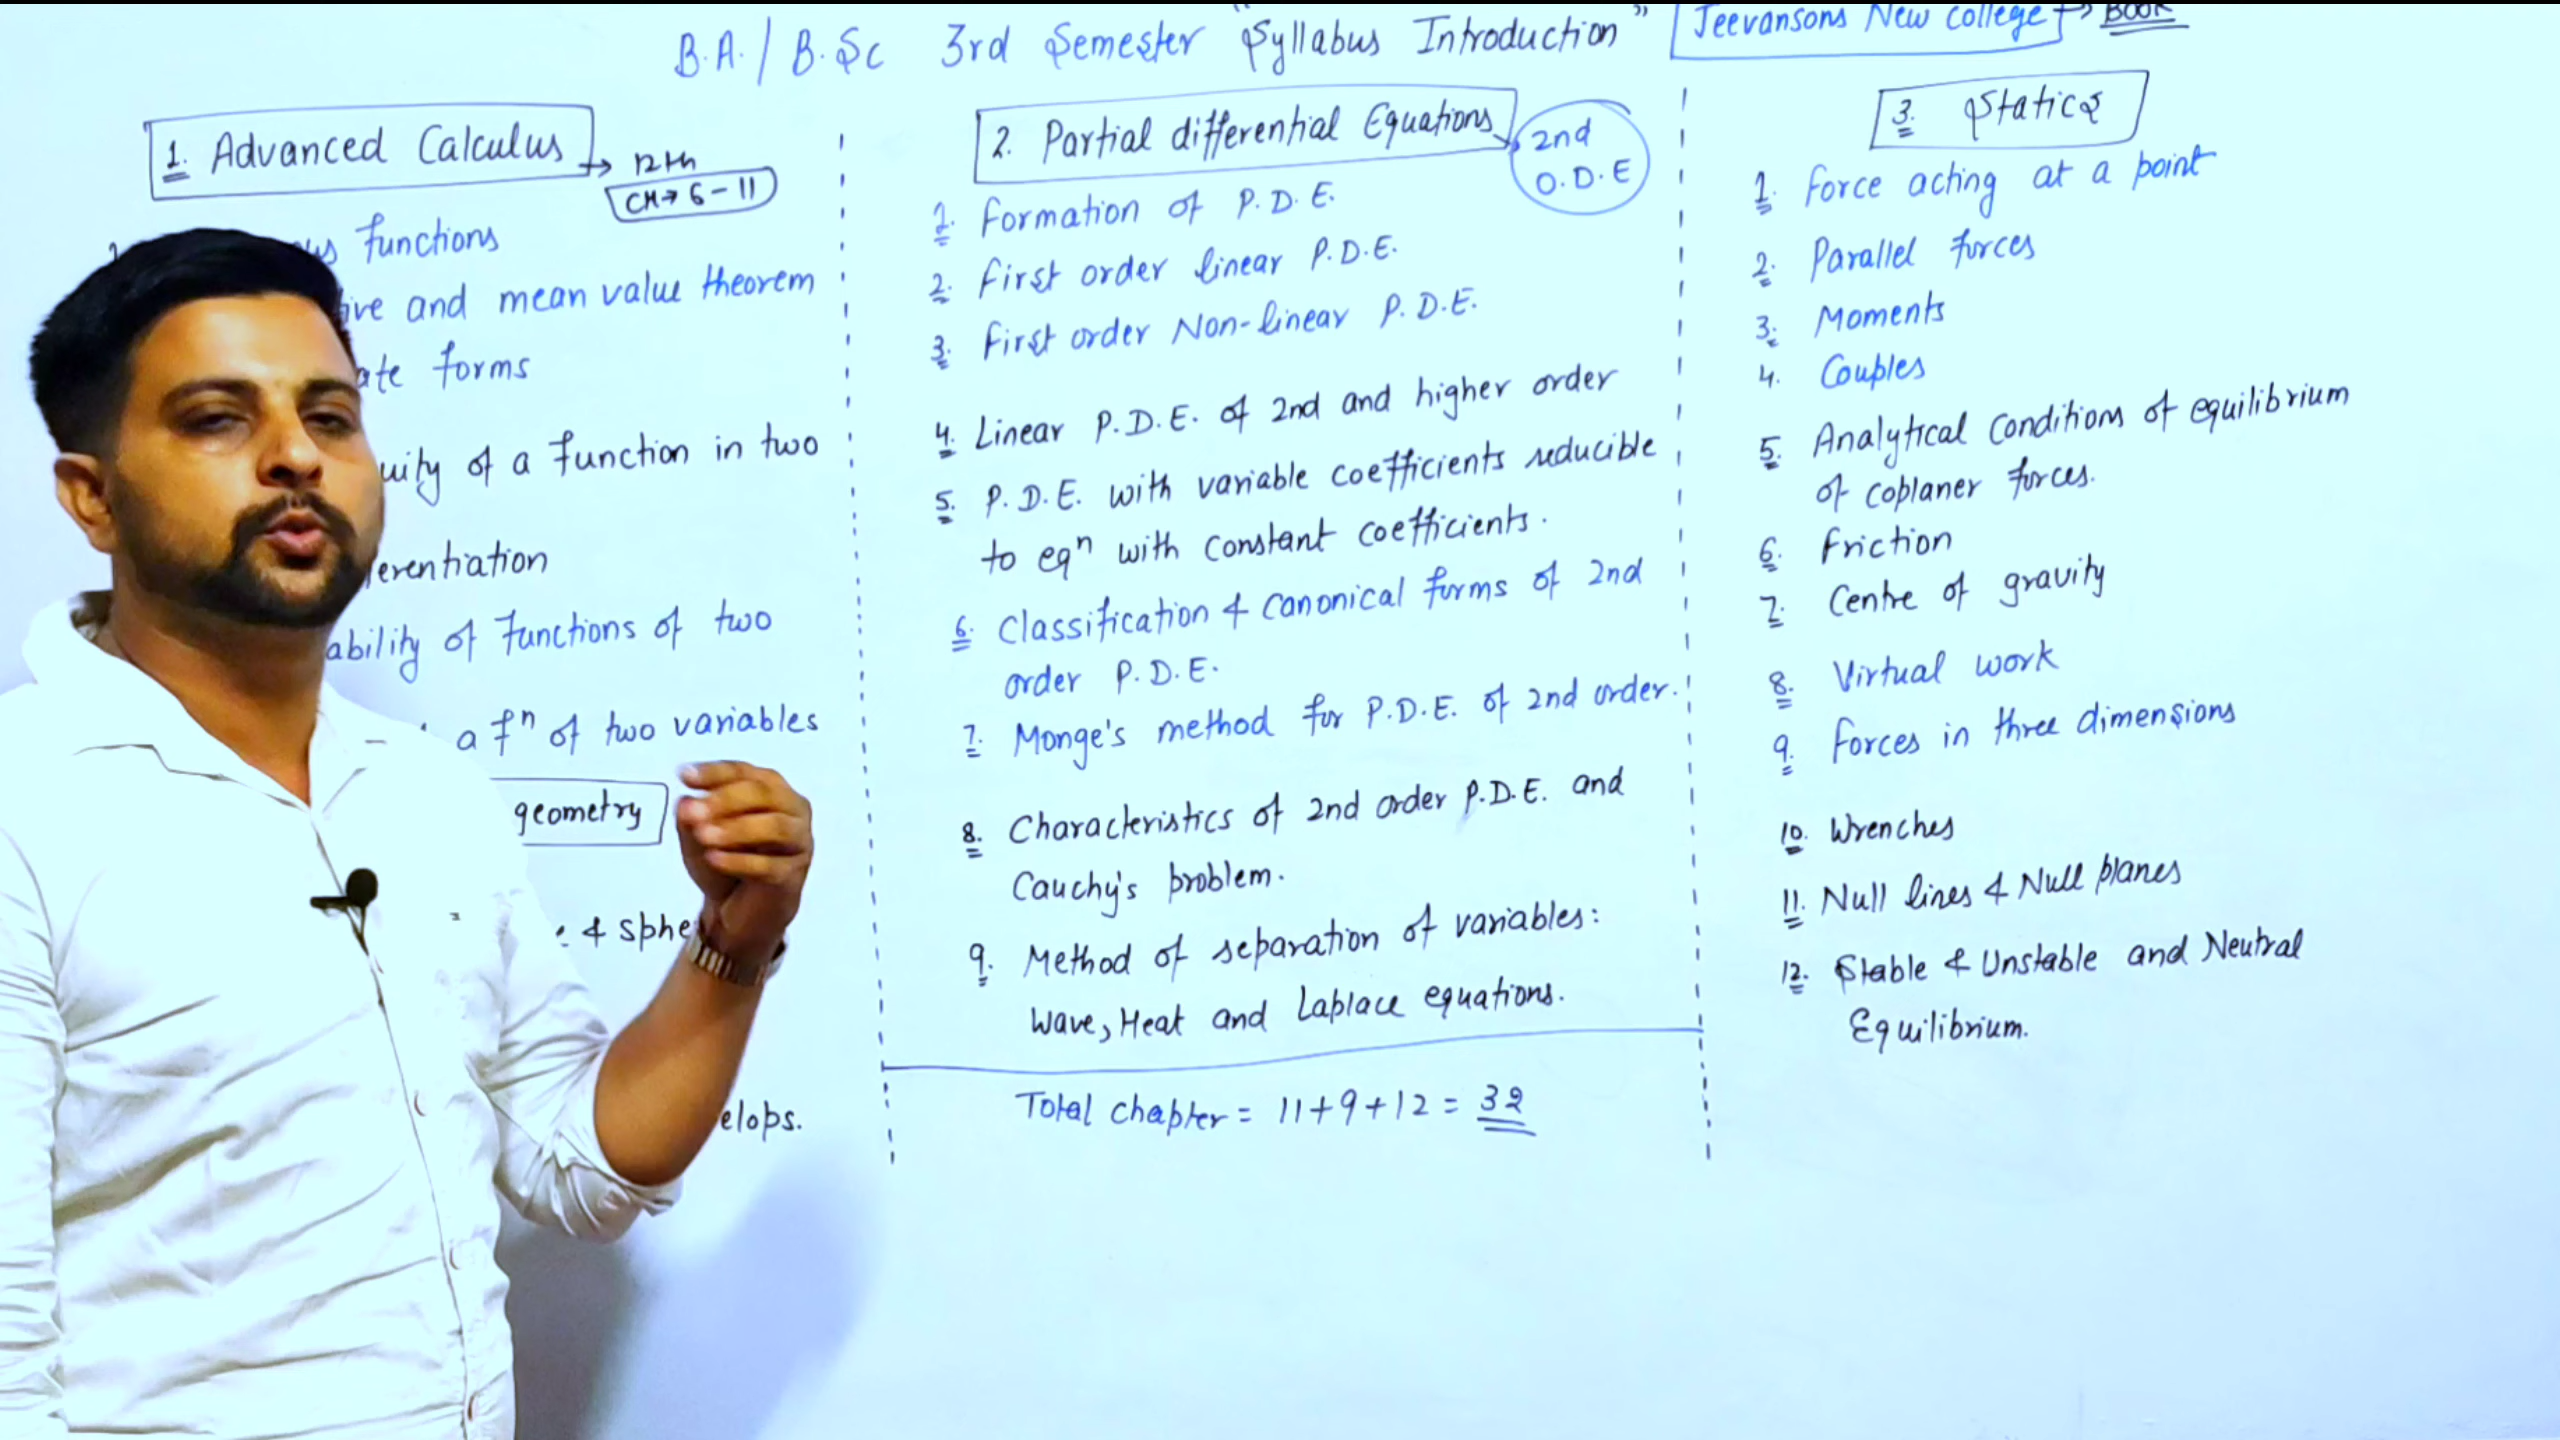 B.A. / B.Sc 3rd Semester "Syllabus Introduction"
Jeevansons New College → BOOK
1. Advanced Calculus → 12th
CH → 6 - 11
functions
and mean value theorem
forms
of a function in two
of functions of two
a fⁿ of two variables
geometry
&
2. Partial differential Equations
2nd
O.D.E
1. Formation of P.D.E.
2. First order linear P.D.E.
3. First order Non-linear P.D.E.
4. Linear P.D.E. of 2nd and higher order
5. P.D.E. with variable coefficients reducible
to eqⁿ with constant coefficients.
6. Classification & canonical forms of 2nd
order P.D.E.
7. Monge's method for P.D.E. of 2nd order.
8. Characteristics of 2nd order P.D.E. and
Cauchy's problem.
9. Method of separation of variables:
Wave, Heat and Laplace equations.
Total chapter = 11+9+12 = 32
3. Statics
1. Force acting at a point
2. Parallel forces
3. Moments
4. Couples
5. Analytical Conditions of equilibrium
of coplaner forces.
6. Friction
7. Centre of gravity
8. Virtual work
9. Forces in three dimensions
10. Wrenches
11. Null lines & Null planes
12. Stable & Unstable and Neutral
Equilibrium.